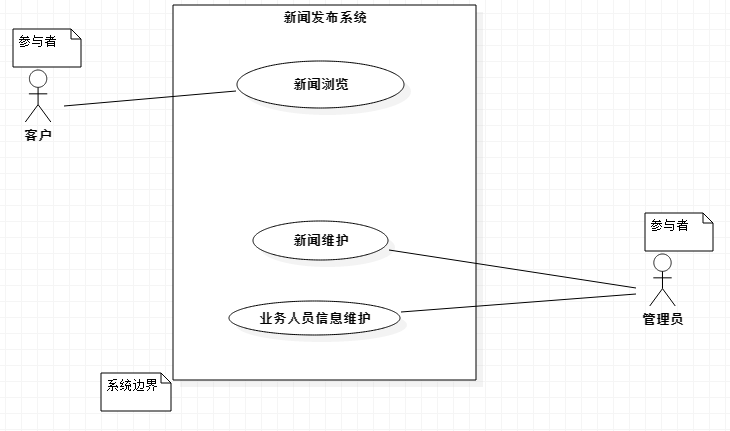 新闻发布系统
参与者
客户
新闻浏览
新闻维护
参与者
管理员
业务人员信息维护
系统边界